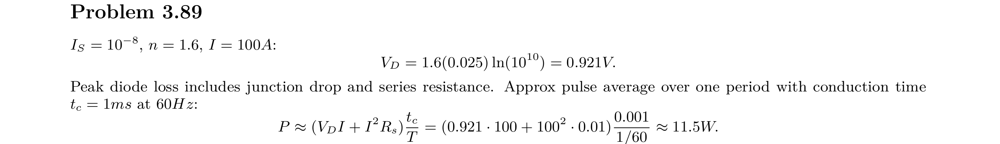 Problem 3.89
$I_S = 10^{-8}$, $n = 1.6$, $I = 100A$:
$V_D = 1.6(0.025)\ln(10^{10}) = 0.921V.$
Peak diode loss includes junction drop and series resistance. Approx pulse average over one period with conduction time
$t_c = 1ms$ at $60Hz$:
$P \approx (V_D I + I^2 R_s)\frac{t_c}{T} = (0.921 \cdot 100 + 100^2 \cdot 0.01)\frac{0.001}{1/60} \approx 11.5W.$